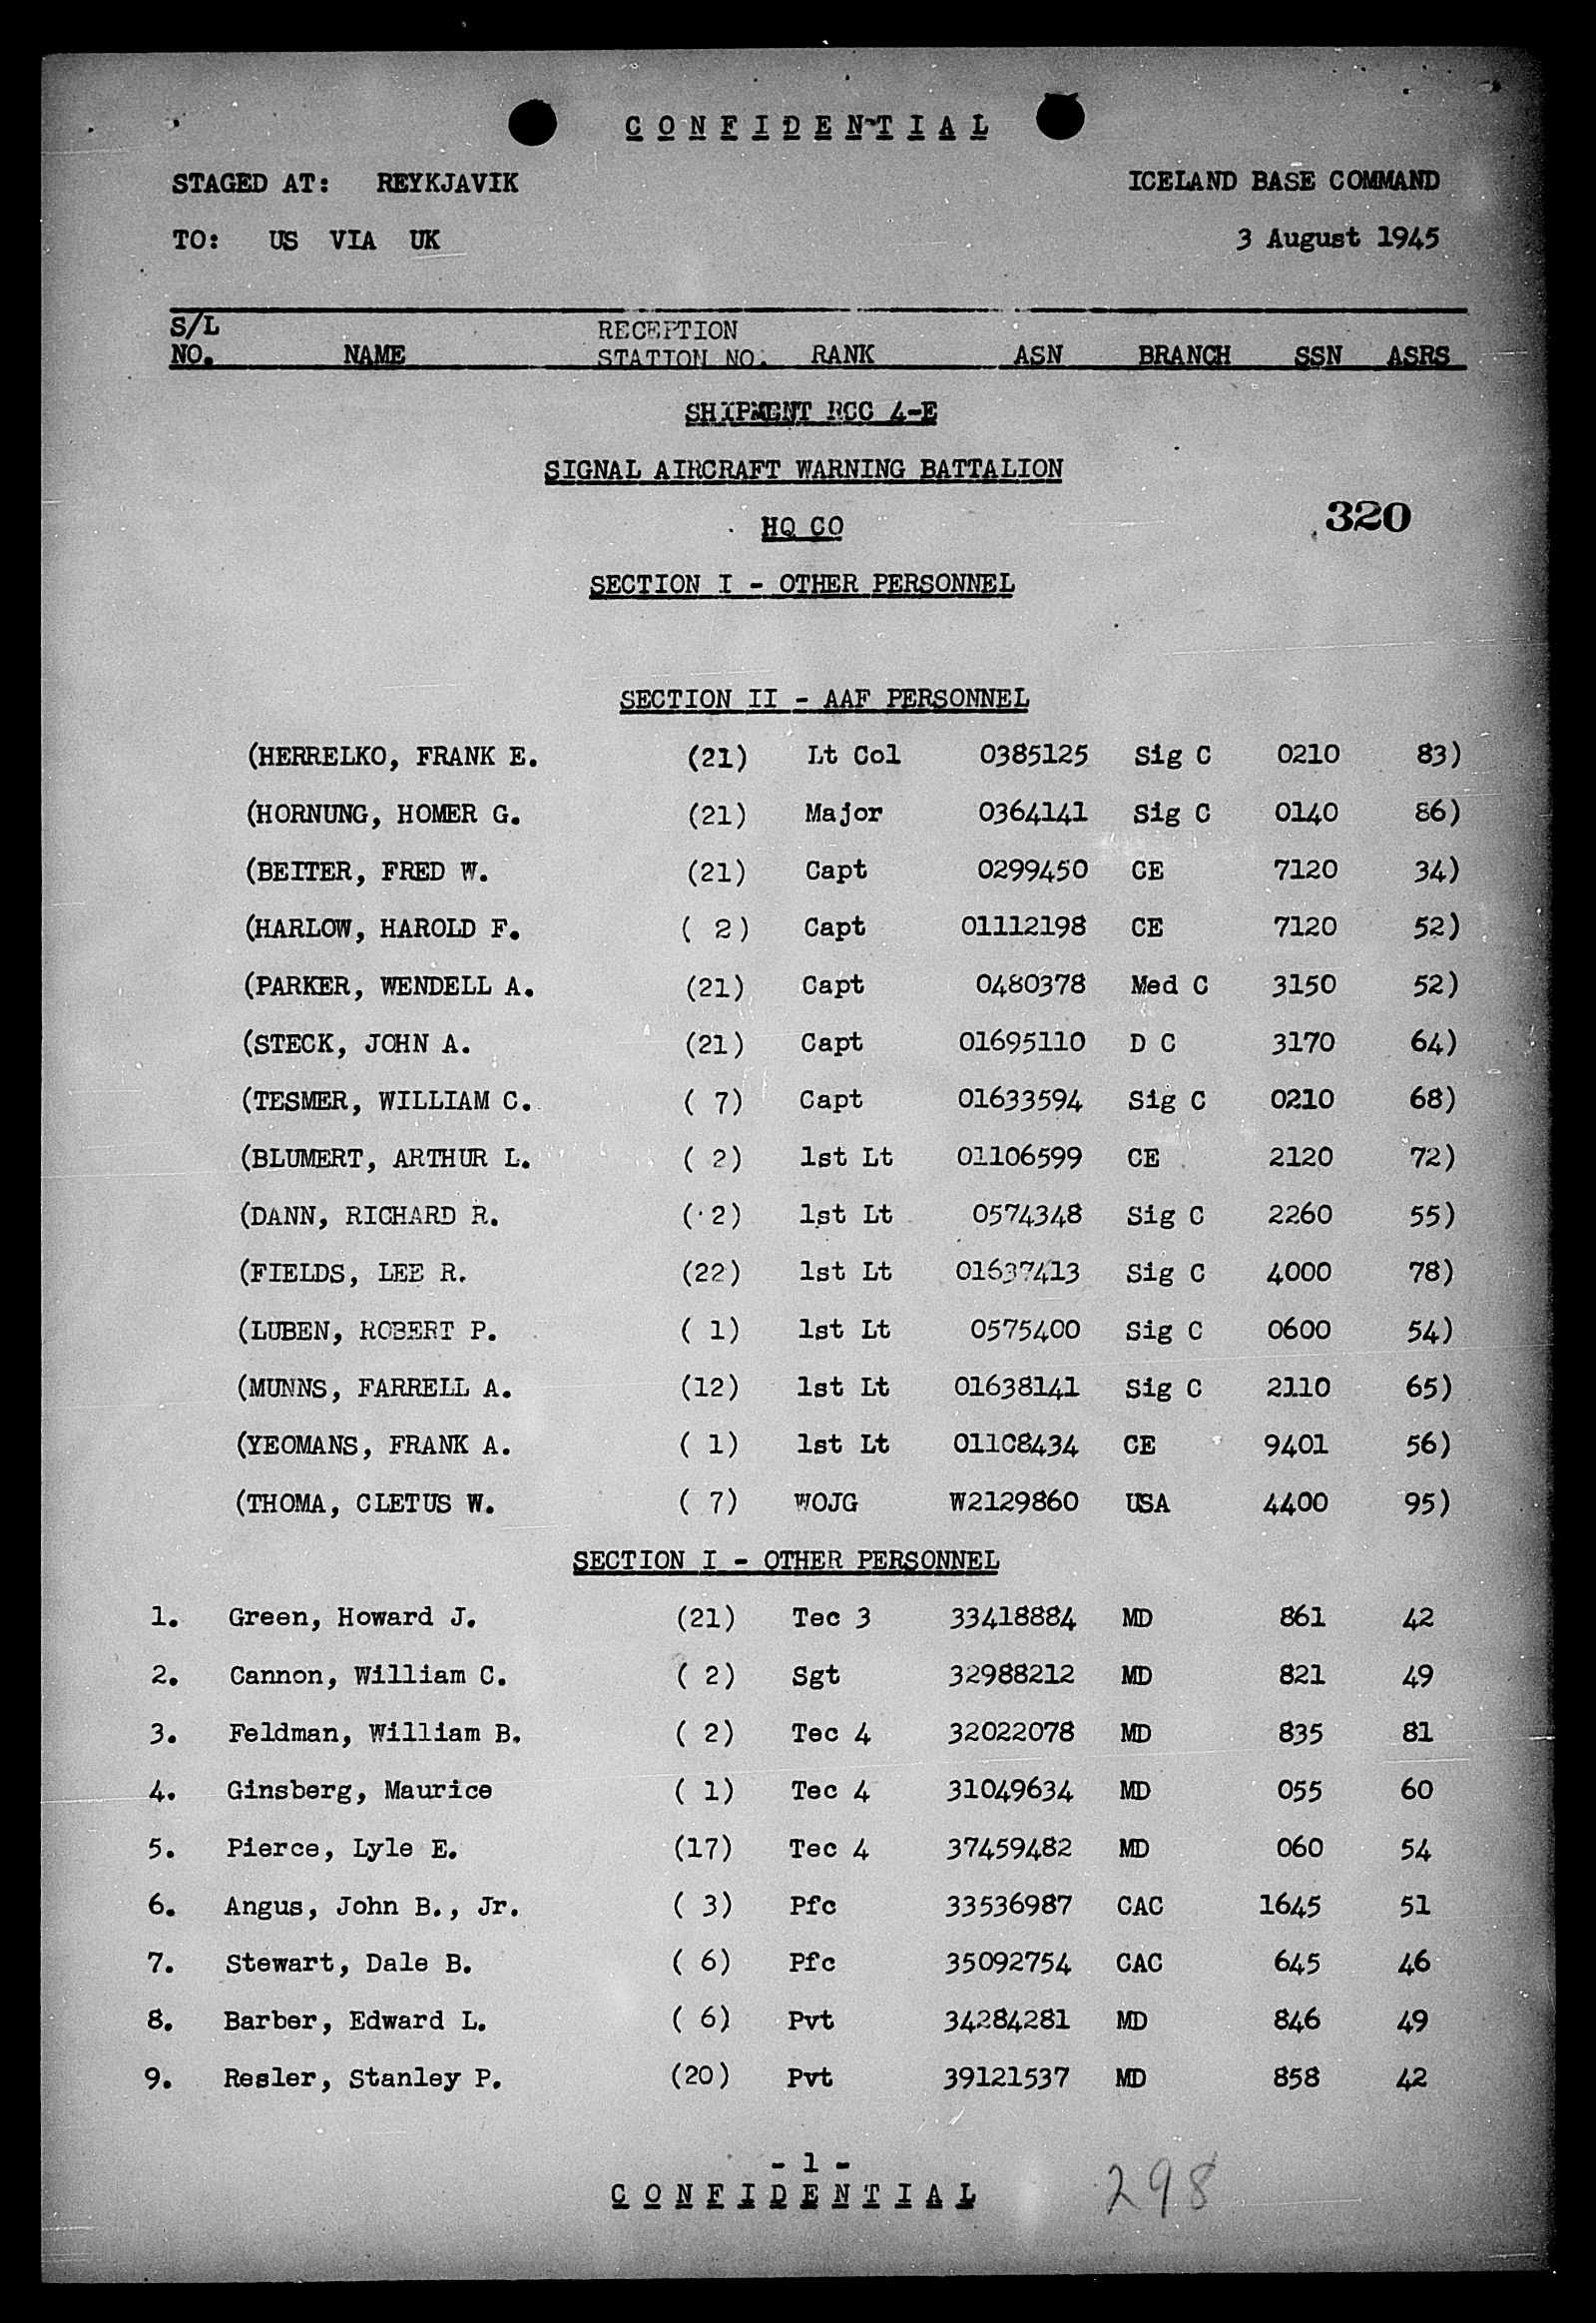 CONFIDENTIAL
STAGED AT: REYKJAVIK ICELAND BASE COMMAND
TO: US VIA UK 3 August 1945
S/L RECEPTION
NO. NAME STATION NO. RANK ASN BRANCH SSN ASRS
SHIPMENT RCC 4-E
SIGNAL AIRCRAFT WARNING BATTALION
HQ CO
320
SECTION I - OTHER PERSONNEL
SECTION II - AAF PERSONNEL
(HERRELKO, FRANK E. (21) Lt Col 0385125 Sig C 0210 83)
(HORNUNG, HOMER G. (21) Major 0364141 Sig C 0140 86)
(BEITER, FRED W. (21) Capt 0299450 CE 7120 34)
(HARLOW, HAROLD F. ( 2) Capt 01112198 CE 7120 52)
(PARKER, WENDELL A. (21) Capt 0480378 Med C 3150 52)
(STECK, JOHN A. (21) Capt 01695110 D C 3170 64)
(TESMER, WILLIAM C. ( 7) Capt 01633594 Sig C 0210 68)
(BLUMERT, ARTHUR L. ( 2) 1st Lt 01106599 CE 2120 72)
(DANN, RICHARD R. ( 2) 1st Lt 0574348 Sig C 2260 55)
(FIELDS, LEE R. (22) 1st Lt 01637413 Sig C 4000 78)
(LUBEN, ROBERT P. ( 1) 1st Lt 0575400 Sig C 0600 54)
(MUNNS, FARRELL A. (12) 1st Lt 01638141 Sig C 2110 65)
(YEOMANS, FRANK A. ( 1) 1st Lt 01108434 CE 9401 56)
(THOMA, CLETUS W. ( 7) WOJG W2129860 USA 4400 95)
SECTION I - OTHER PERSONNEL
1. Green, Howard J. (21) Tec 3 33418884 MD 861 42
2. Cannon, William C. ( 2) Sgt 32988212 MD 821 49
3. Feldman, William B. ( 2) Tec 4 32022078 MD 835 81
4. Ginsberg, Maurice ( 1) Tec 4 31049634 MD 055 60
5. Pierce, Lyle E. (17) Tec 4 37459482 MD 060 54
6. Angus, John B., Jr. ( 3) Pfc 33536987 CAC 1645 51
7. Stewart, Dale B. ( 6) Pfc 35092754 CAC 645 46
8. Barber, Edward L. ( 6) Pvt 34284281 MD 846 49
9. Resler, Stanley P. (20) Pvt 39121537 MD 858 42
- 1 -
CONFIDENTIAL
298